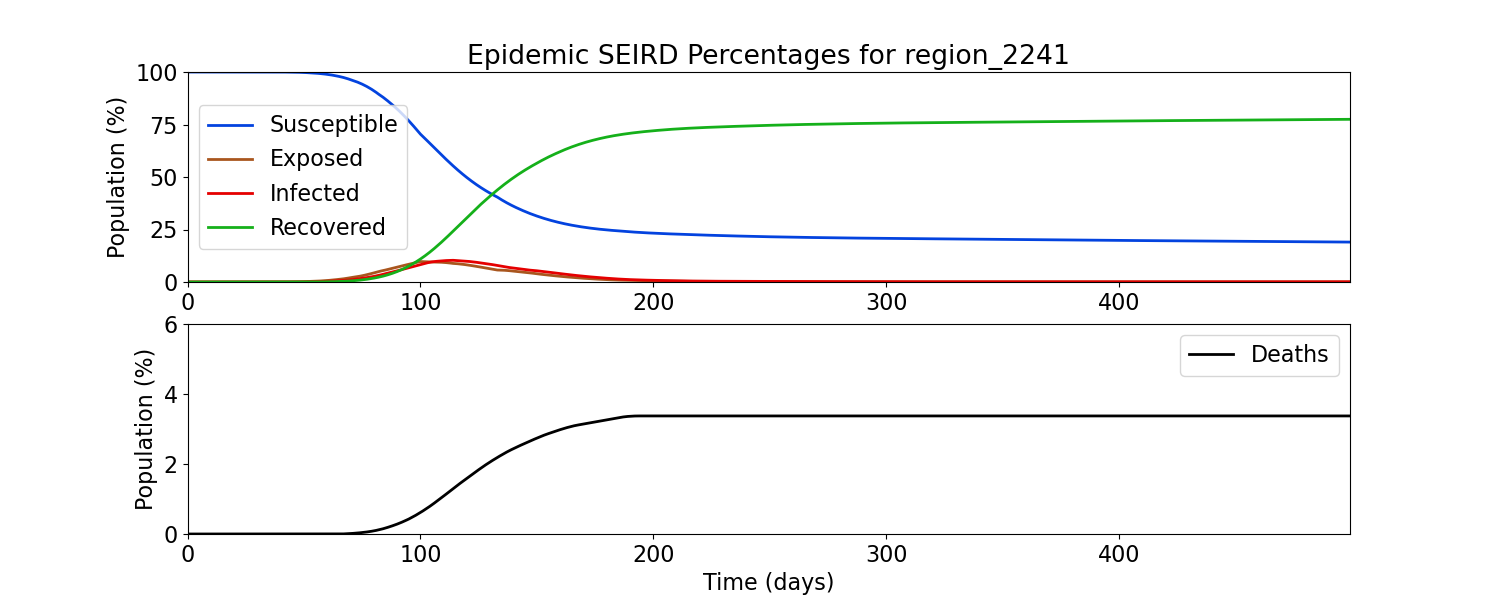 Epidemic SEIRD Percentages for region_2241
Population (%)
100
75
50
25
0
Susceptible
Exposed
Infected
Recovered
0 100 200 300 400
Population (%)
6
4
2
0
Deaths
0 100 200 300 400
Time (days)